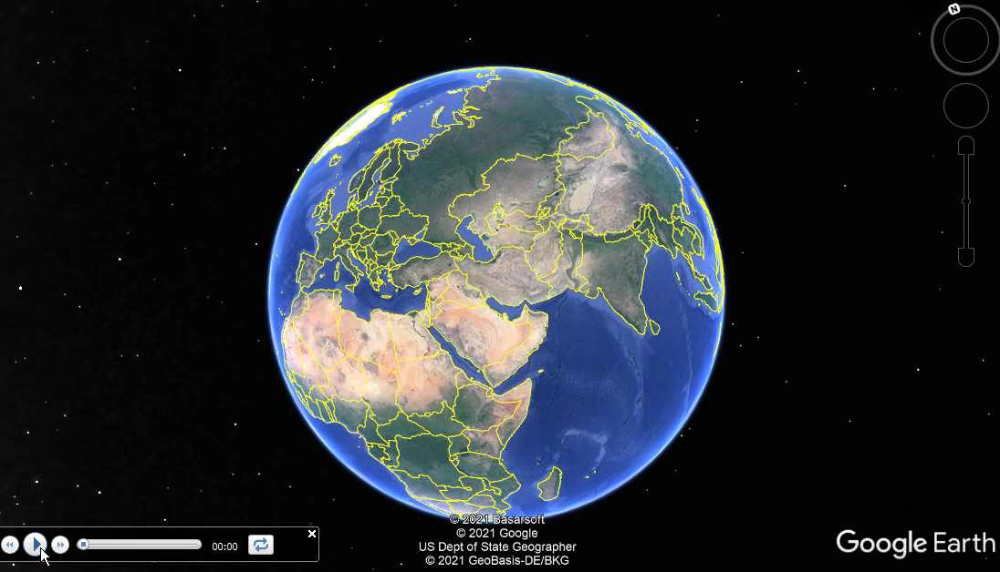 N
00:00
© 2021 Basarsoft
© 2021 Google
US Dept of State Geographer
© 2021 GeoBasis-DE/BKG
Google Earth